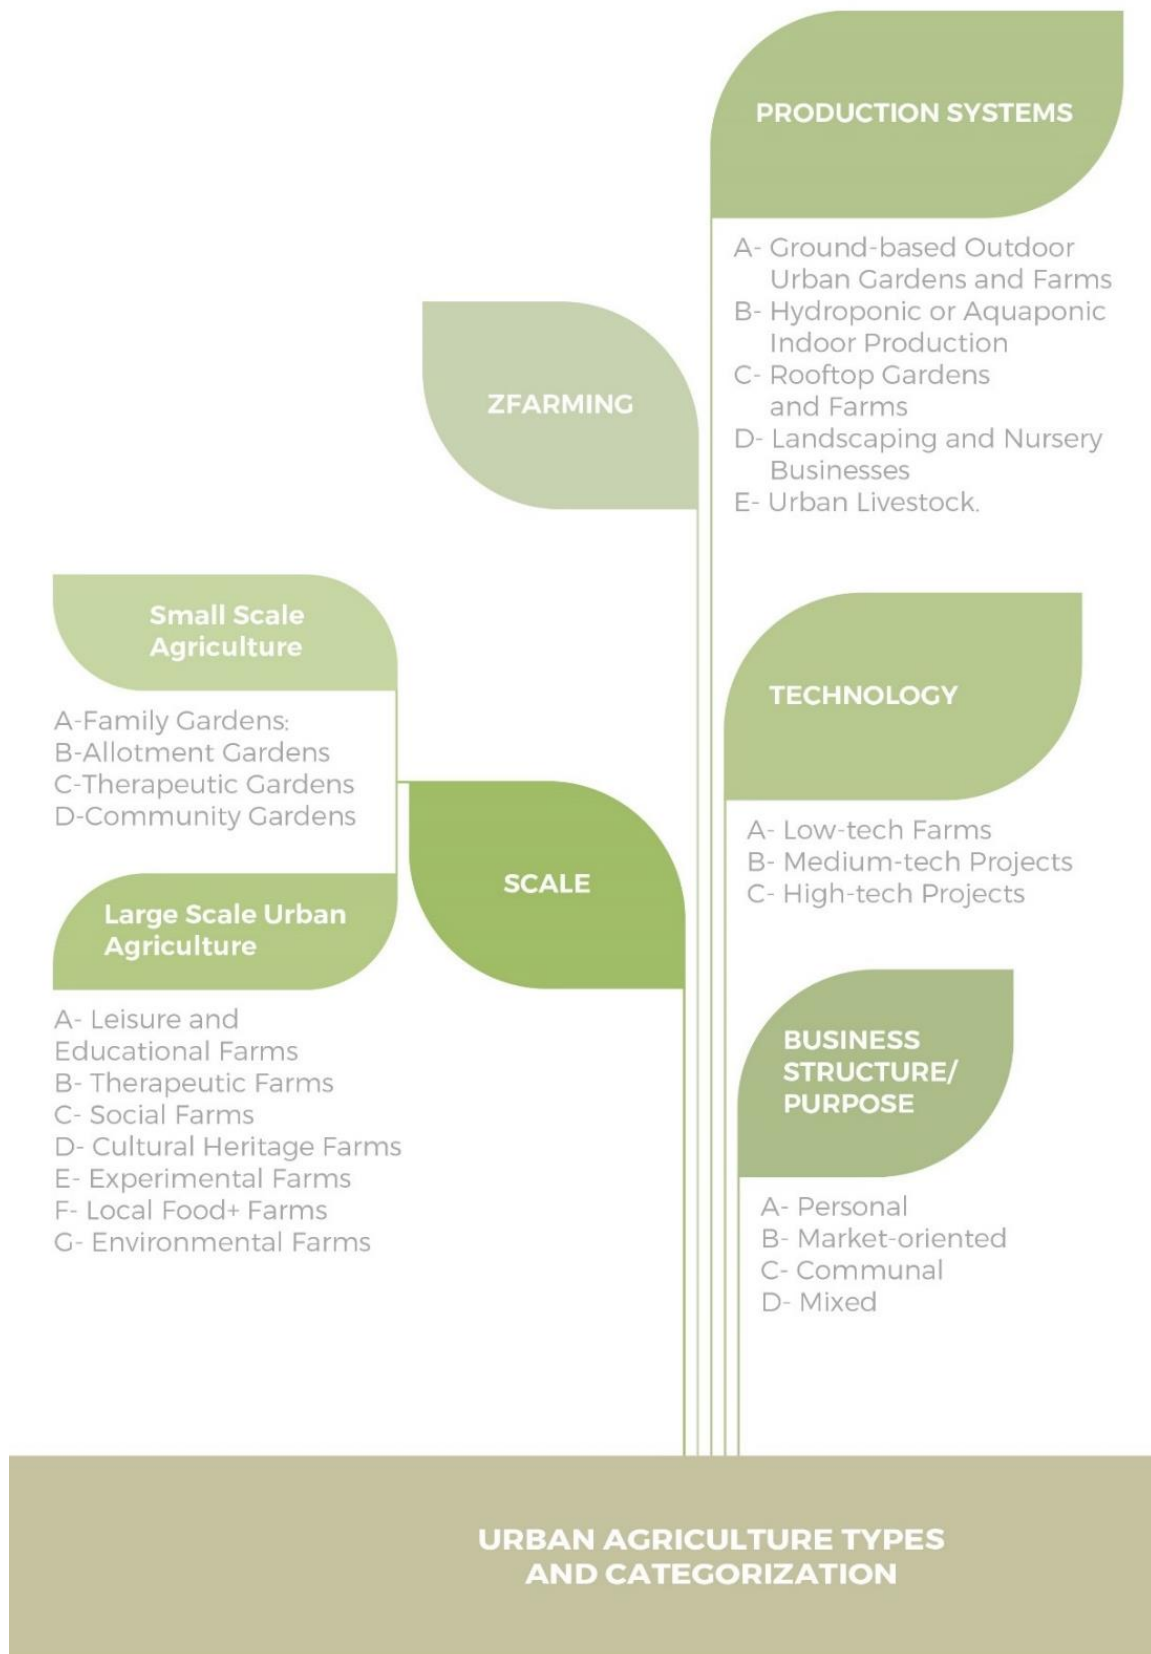 PRODUCTION SYSTEMS
A- Ground-based Outdoor
Urban Gardens and Farms
B- Hydroponic or Aquaponic
Indoor Production
C- Rooftop Gardens
and Farms
D- Landscaping and Nursery
Businesses
E- Urban Livestock.
ZFARMING
Small Scale
Agriculture
A-Family Gardens:
B-Allotment Gardens
C-Therapeutic Gardens
D-Community Gardens
TECHNOLOGY
A- Low-tech Farms
B- Medium-tech Projects
C- High-tech Projects
SCALE
Large Scale Urban
Agriculture
A- Leisure and
Educational Farms
B- Therapeutic Farms
C- Social Farms
D- Cultural Heritage Farms
E- Experimental Farms
F- Local Food+ Farms
G- Environmental Farms
BUSINESS
STRUCTURE/
PURPOSE
A- Personal
B- Market-oriented
C- Communal
D- Mixed
URBAN AGRICULTURE TYPES
AND CATEGORIZATION